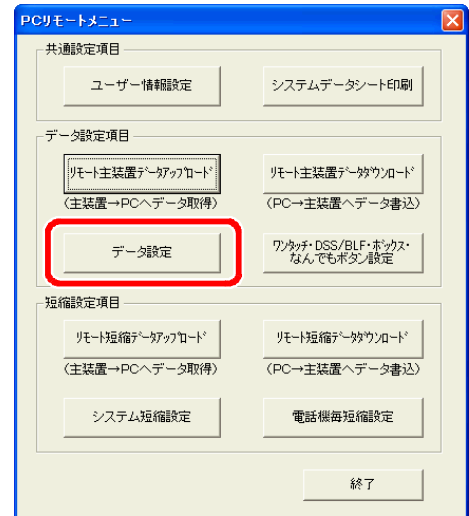 PCリモートメニュー
共通設定項目
ユーザー情報設定 システムデータシート印刷
データ設定項目
ﾘﾓｰﾄ主装置ﾃﾞｰﾀｱｯﾌﾟﾛｰﾄﾞ ﾘﾓｰﾄ主装置ﾃﾞｰﾀﾀﾞｳﾝﾛｰﾄﾞ
(主装置→PCへデータ取得) (PC→主装置へデータ書込)
データ設定 ﾜﾝﾀｯﾁ・DSS/BLF・ﾎﾞｯｸｽ・
なんでもボタン設定
短縮設定項目
ﾘﾓｰﾄ短縮ﾃﾞｰﾀｱｯﾌﾟﾛｰﾄﾞ ﾘﾓｰﾄ短縮ﾃﾞｰﾀﾀﾞｳﾝﾛｰﾄﾞ
(主装置→PCへデータ取得) (PC→主装置へデータ書込)
システム短縮設定 電話機毎短縮設定
終了